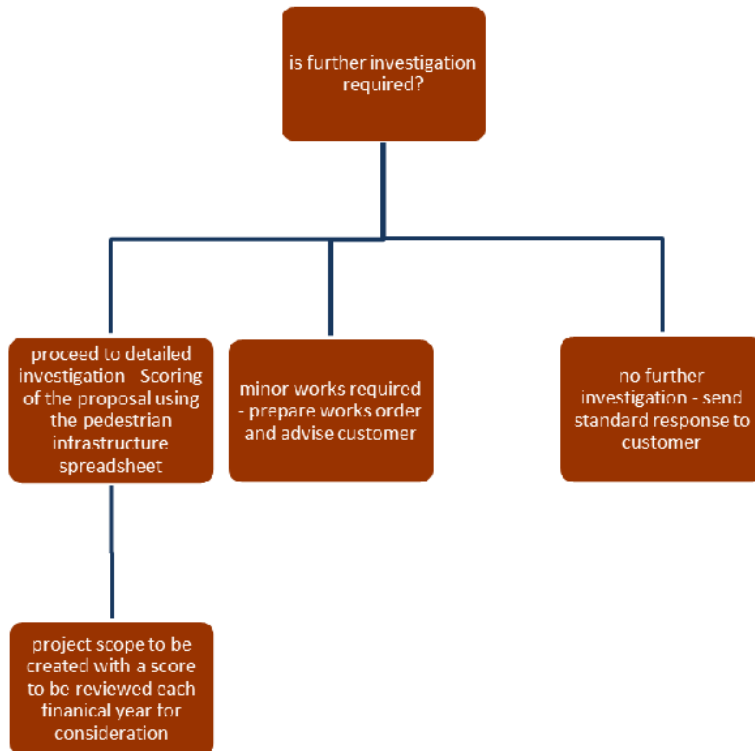 is further investigation
required?
proceed to detailed
investigation - Scoring
of the proposal using
the pedestrian
infrastructure
spreadsheet
minor works required
- prepare works order
and advise customer
no further
investigation - send
standard response to
customer
project scope to be
created with a score
to be reviewed each
finanical year for
consideration